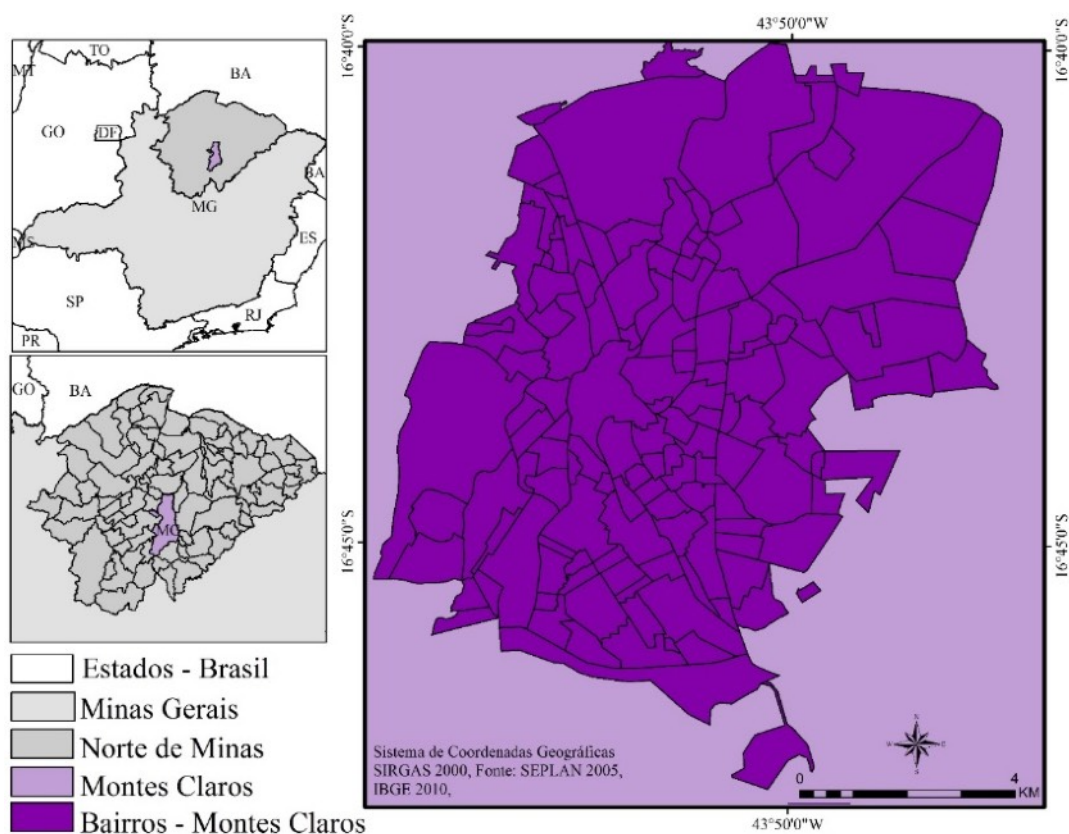 43°50'0"W
16°40'0"S
16°40'0"S
TO
MT
BA
GO
DF
BA
MG
MS
ES
SP
RJ
PR
GO
BA
MC
16°45'0"S
16°45'0"S
Estados - Brasil
Minas Gerais
Norte de Minas
Montes Claros
Bairros - Montes Claros
Sistema de Coordenadas Geográficas
SIRGAS 2000, Fonte: SEPLAN 2005,
IBGE 2010,
N
W
E
S
0 4
KM
43°50'0"W